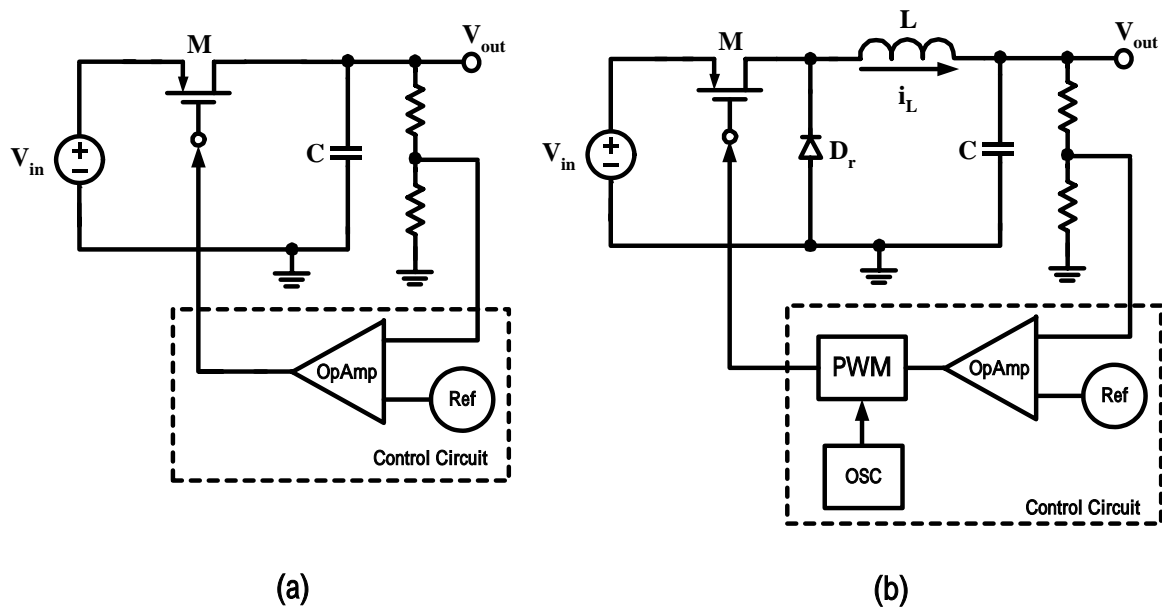 M
V_out
V_in
+
−
C
OpAmp
Ref
Control Circuit
(a)
M
L
V_out
i_L
V_in
+
−
D_r
C
PWM
OpAmp
Ref
OSC
Control Circuit
(b)